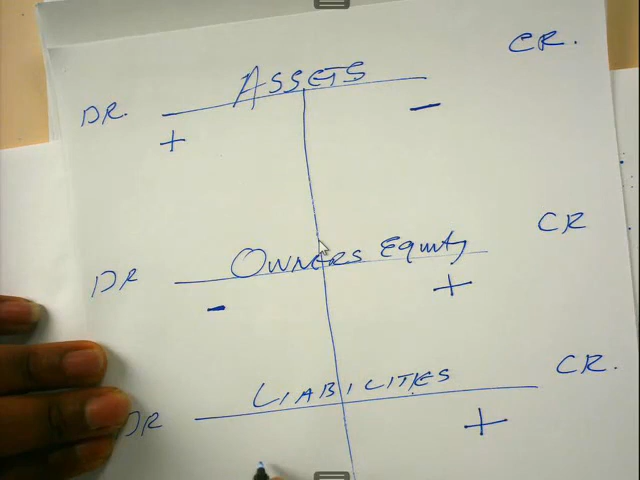 ASSETS CR.
DR.
+ -
OWNERS EQUITY CR
DR
- +
LIABILITIES CR.
DR +